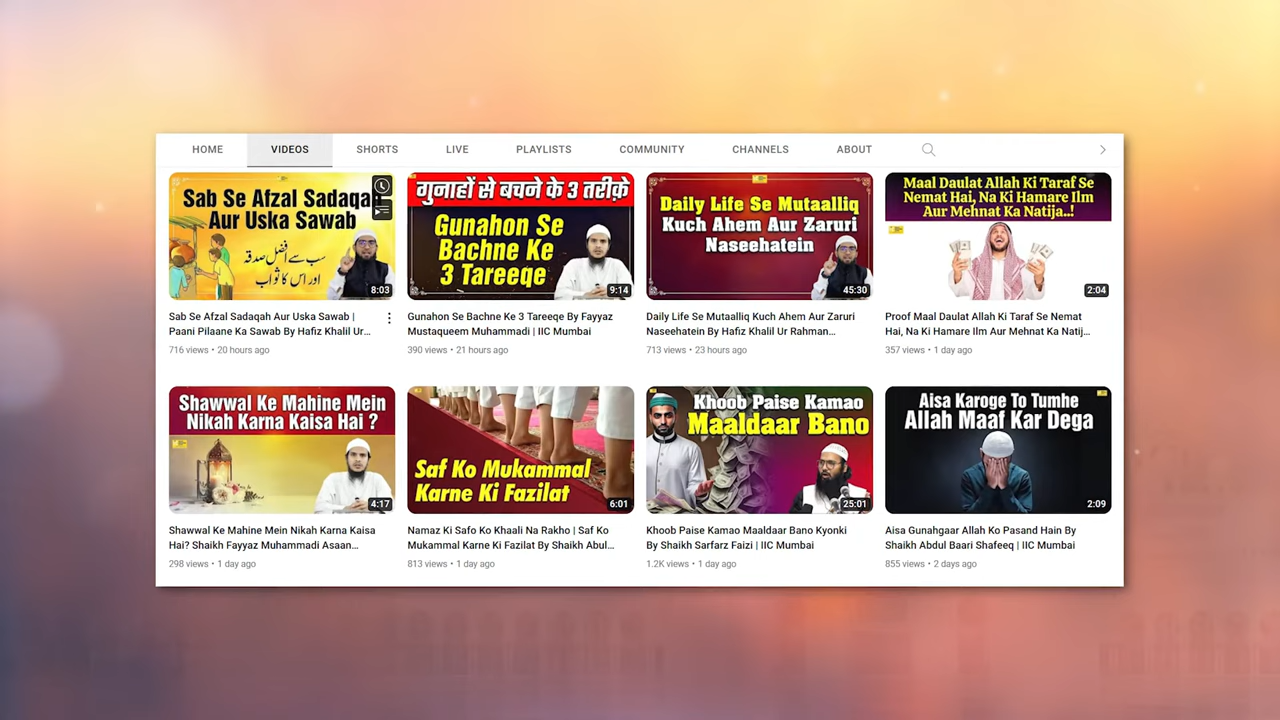 HOME VIDEOS SHORTS LIVE PLAYLISTS COMMUNITY CHANNELS ABOUT
Sab Se Afzal Sadaqah
Aur Uska Sawab
سب سے افضل صدقہ
اور اس کا ثواب
8:03
Sab Se Afzal Sadaqah Aur Uska Sawab |
Paani Pilaane Ka Sawab By Hafiz Khalil Ur...
716 views • 20 hours ago
गुनाहों से बचने के 3 तरीक़े
Gunahon Se
Bachne Ke
3 Tareeqe
9:14
Gunahon Se Bachne Ke 3 Tareeqe By Fayyaz
Mustaqueem Muhammadi | IIC Mumbai
390 views • 21 hours ago
Daily Life Se Mutaalliq
Kuch Ahem Aur Zaruri
Naseehatein
45:30
Daily Life Se Mutaalliq Kuch Ahem Aur Zaruri
Naseehatein By Hafiz Khalil Ur Rahman...
713 views • 23 hours ago
Maal Daulat Allah Ki Taraf Se
Nemat Hai, Na Ki Hamare Ilm
Aur Mehnat Ka Natija..!
2:04
Proof Maal Daulat Allah Ki Taraf Se Nemat
Hai, Na Ki Hamare Ilm Aur Mehnat Ka Natij...
357 views • 1 day ago
Shawwal Ke Mahine Mein
Nikah Karna Kaisa Hai ?
4:17
Shawwal Ke Mahine Mein Nikah Karna Kaisa
Hai? Shaikh Fayyaz Muhammadi Asaan...
298 views • 1 day ago
Saf Ko Mukammal
Karne Ki Fazilat
6:01
Namaz Ki Safo Ko Khaali Na Rakho | Saf Ko
Mukammal Karne Ki Fazilat By Shaikh Abul...
813 views • 1 day ago
Khoob Paise Kamao
Maaldaar Bano
25:01
Khoob Paise Kamao Maaldaar Bano Kyonki
By Shaikh Sarfarz Faizi | IIC Mumbai
1.2K views • 1 day ago
Aisa Karoge To Tumhe
Allah Maaf Kar Dega
2:09
Aisa Gunahgaar Allah Ko Pasand Hain By
Shaikh Abdul Baari Shafeeq | IIC Mumbai
855 views • 2 days ago